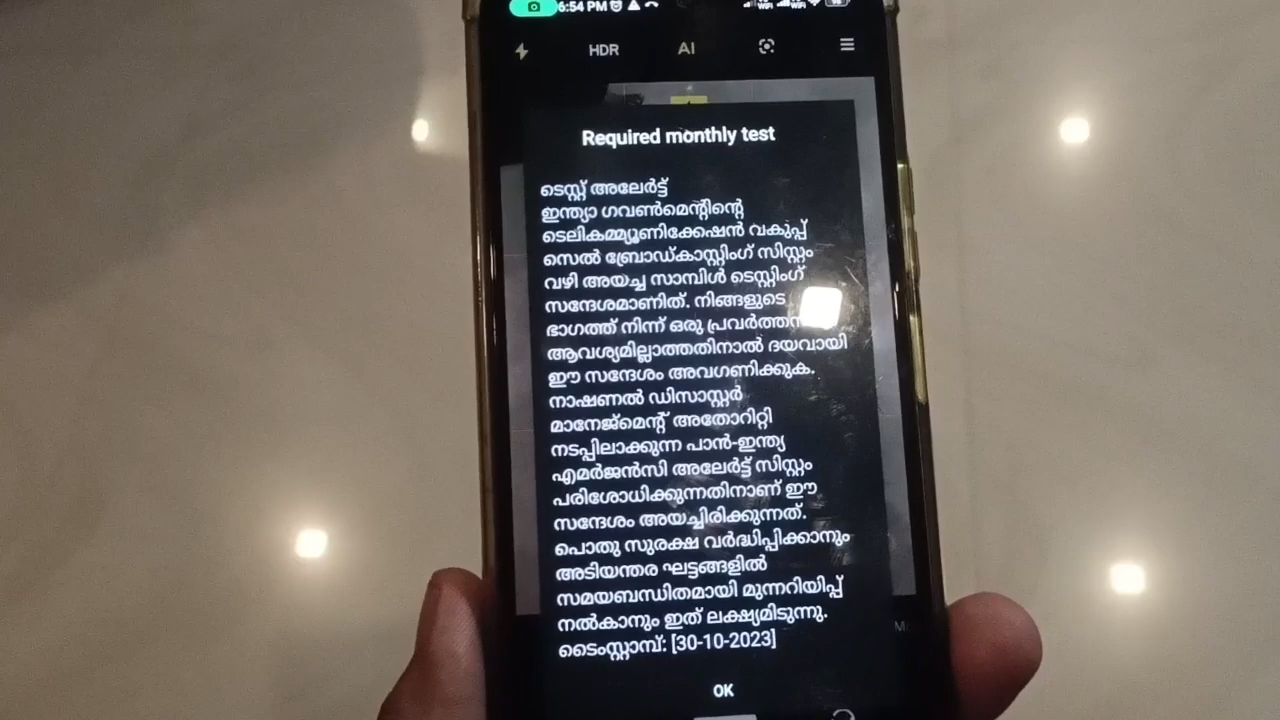 6:54 PM
HDR AI
Required monthly test
ടെസ്റ്റ് അലേർട്ട്
ഇന്ത്യാ ഗവൺമെന്റിന്റെ
ടെലികമ്മ്യൂണിക്കേഷൻ വകുപ്പ്
സെൽ ബ്രോഡ്കാസ്റ്റിംഗ് സിസ്റ്റം
വഴി അയച്ച സാമ്പിൾ ടെസ്റ്റിംഗ്
സന്ദേശമാണിത്. നിങ്ങളുടെ
ഭാഗത്ത് നിന്ന് ഒരു
ആവശ്യമില്ലാത്തതിനാൽ ദയവായി
ഈ സന്ദേശം അവഗണിക്കുക.
നാഷണൽ ഡിസാസ്റ്റർ
മാനേജ്മെന്റ് അതോറിറ്റി
നടപ്പിലാക്കുന്ന പാൻ-ഇന്ത്യ
എമർജൻസി അലേർട്ട് സിസ്റ്റം
പരിശോധിക്കുന്നതിനാണ് ഈ
സന്ദേശം അയച്ചിരിക്കുന്നത്.
പൊതു സുരക്ഷ വർദ്ധിപ്പിക്കാനും
അടിയന്തര ഘട്ടങ്ങളിൽ
സമയബന്ധിതമായി മുന്നറിയിപ്പ്
നൽകാനും ഇത് ലക്ഷ്യമിടുന്നു.
ടൈംസ്റ്റാമ്പ്: [30-10-2023]
OK